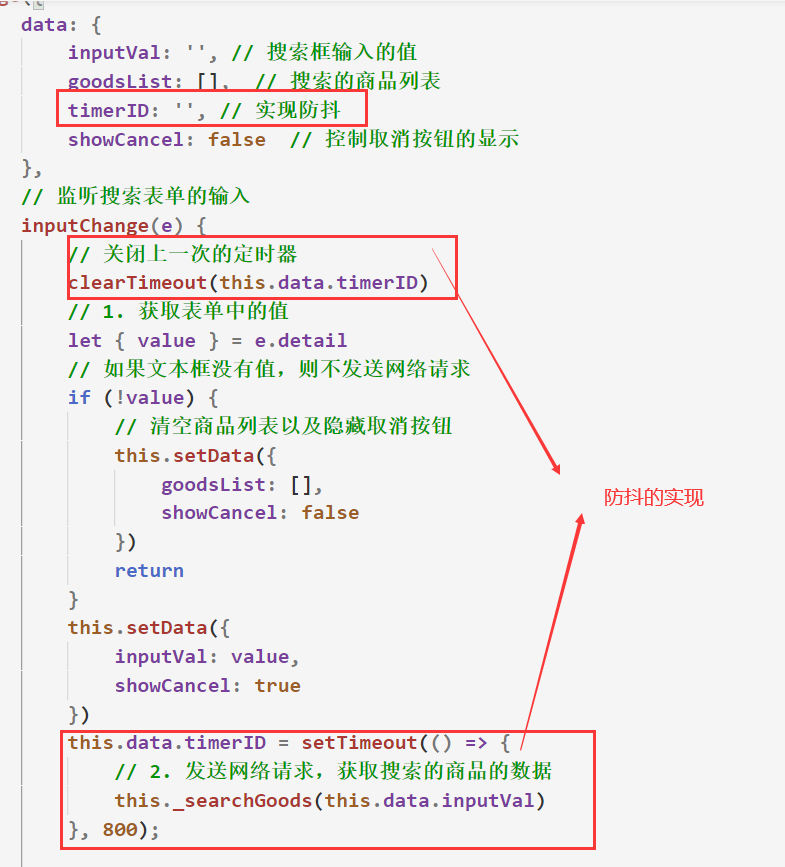 data: {
inputVal: '', // 搜索框输入的值
goodsList: [], // 搜索的商品列表
timerID: '', // 实现防抖
showCancel: false // 控制取消按钮的显示
},
// 监听搜索表单的输入
inputChange(e) {
// 关闭上一次的定时器
clearTimeout(this.data.timerID)
// 1. 获取表单中的值
let { value } = e.detail
// 如果文本框没有值，则不发送网络请求
if (!value) {
// 清空商品列表以及隐藏取消按钮
this.setData({
goodsList: [],
showCancel: false
})
return
}
this.setData({
inputVal: value,
showCancel: true
})
this.data.timerID = setTimeout(() => {
// 2. 发送网络请求，获取搜索的商品的数据
this._searchGoods(this.data.inputVal)
}, 800);
防抖的实现